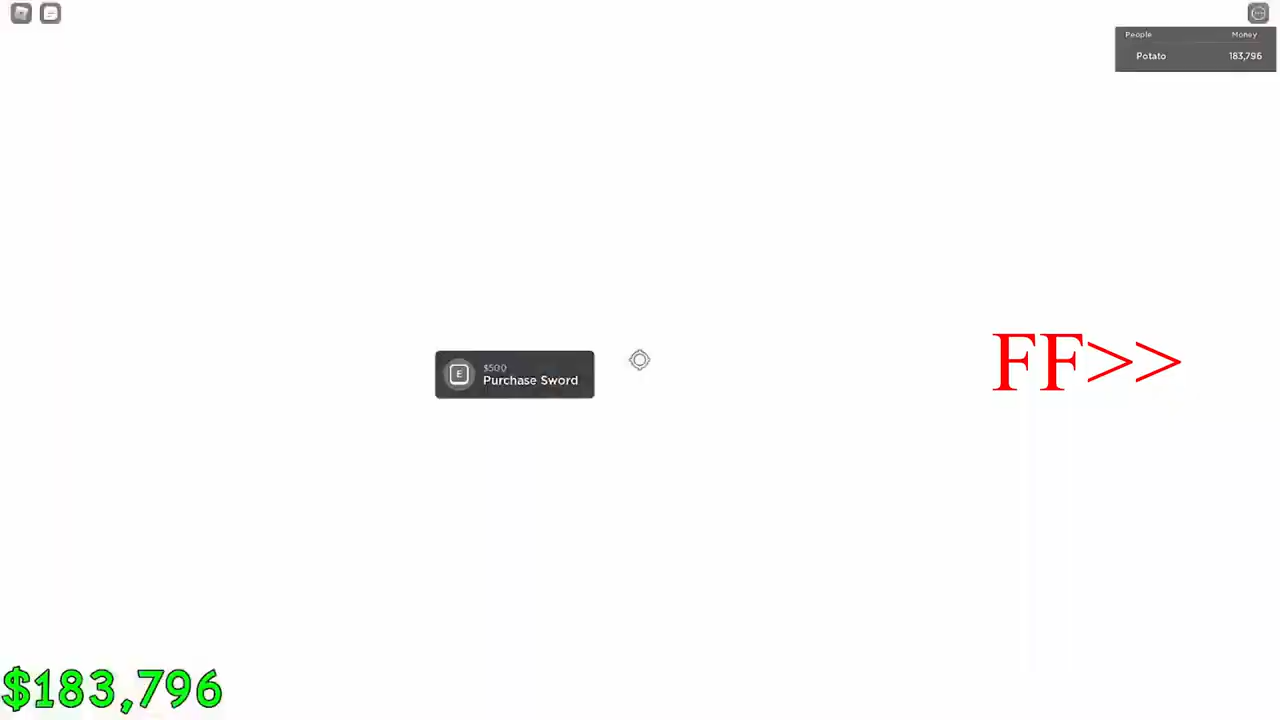 People Money
Potato 183,796
E
$500
Purchase Sword
FF>>
$183,796